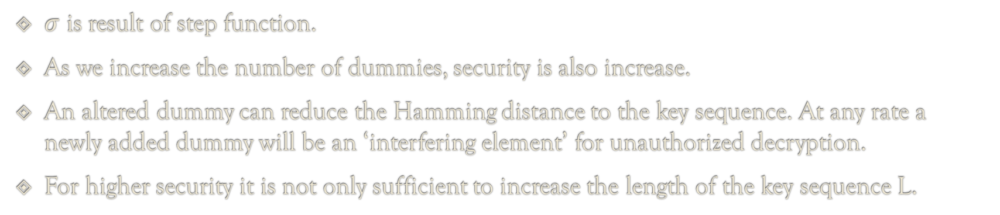 σ is result of step function.
As we increase the number of dummies, security is also increase.
An altered dummy can reduce the Hamming distance to the key sequence. At any rate a
newly added dummy will be an ‘interfering element’ for unauthorized decryption.
For higher security it is not only sufficient to increase the length of the key sequence L.